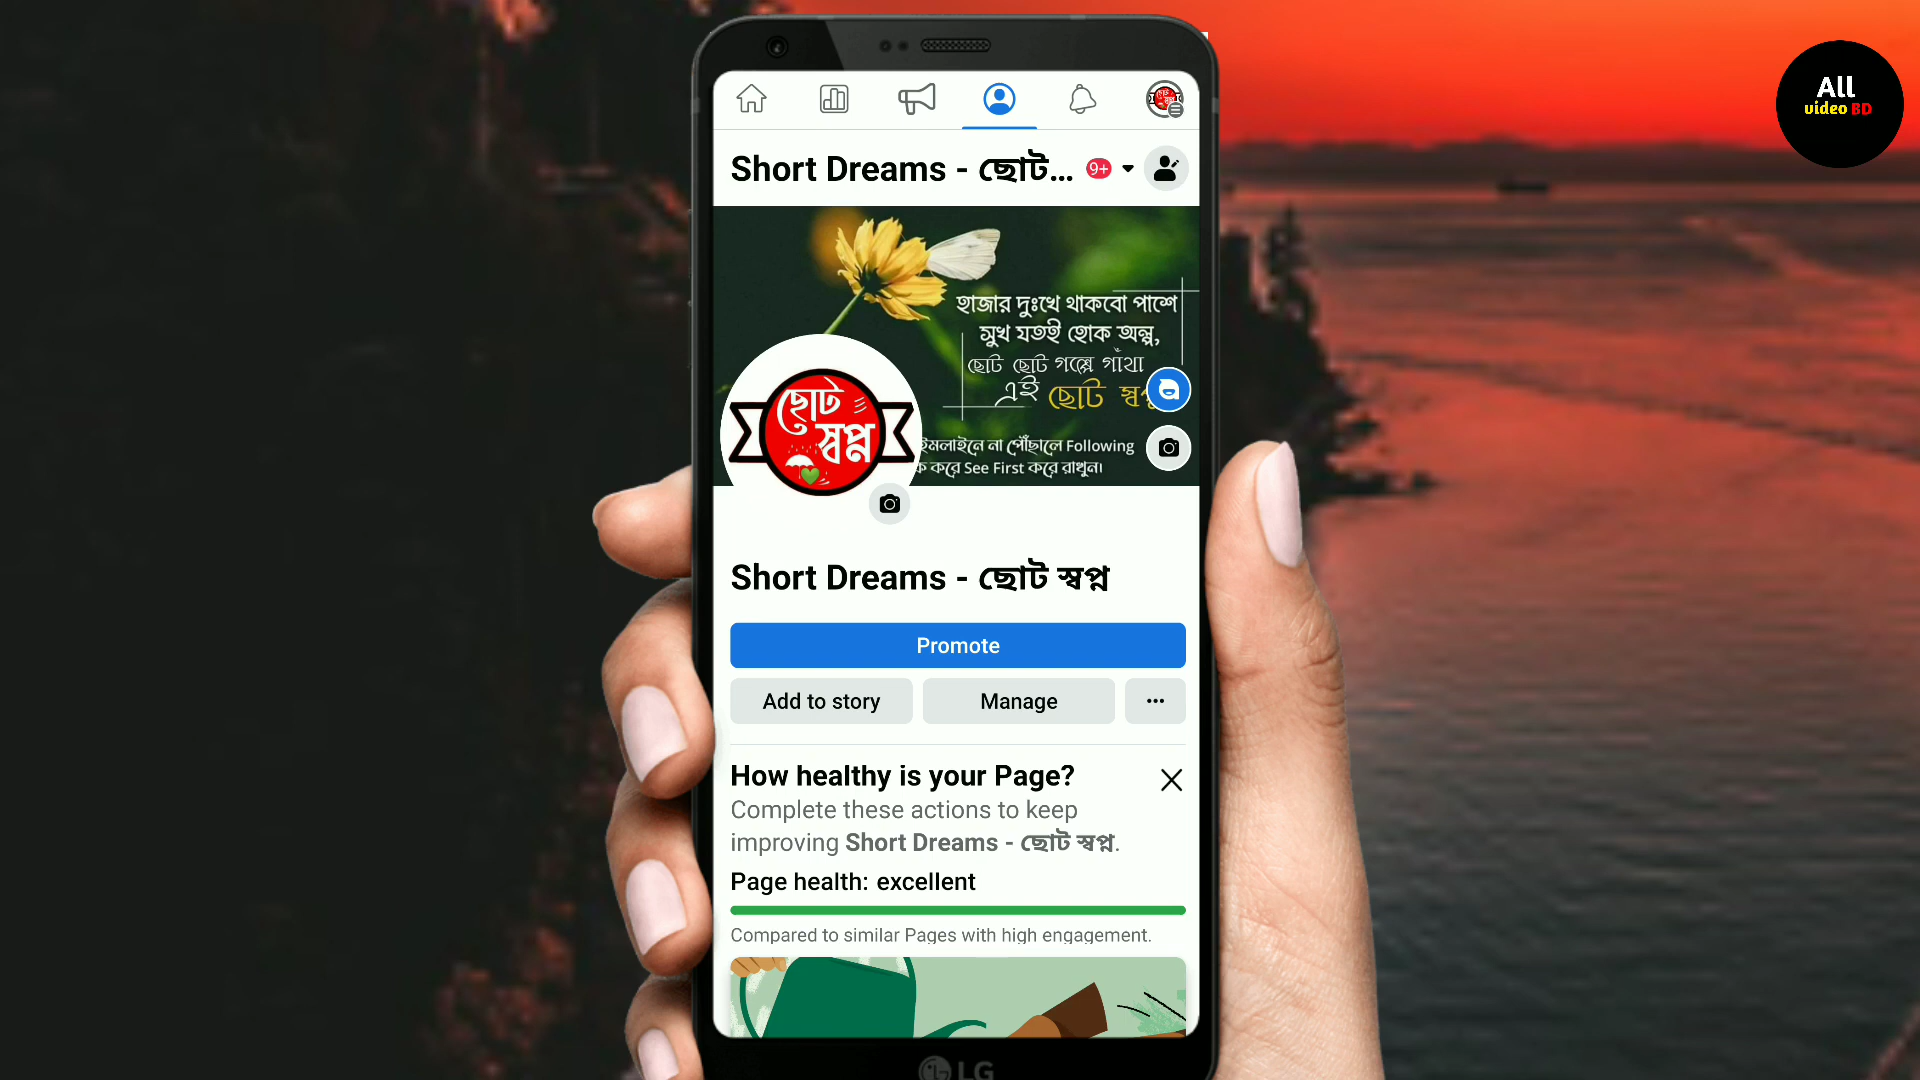 All
video BD
Short Dreams - ছোট...
9+
হাজার দুঃখে থাকবো পাশে
সুখ যতই হোক অল্প,
ছোট ছোট গল্পে গাঁথা
এই ছোট
ছোট
স্বপ্ন
না পৌঁছালে Following
করে See First করে রাখুন।
Short Dreams - ছোট স্বপ্ন
Promote
Add to story
Manage
How healthy is your Page?
Complete these actions to keep
improving Short Dreams - ছোট স্বপ্ন.
Page health: excellent
Compared to similar Pages with high engagement.
LG